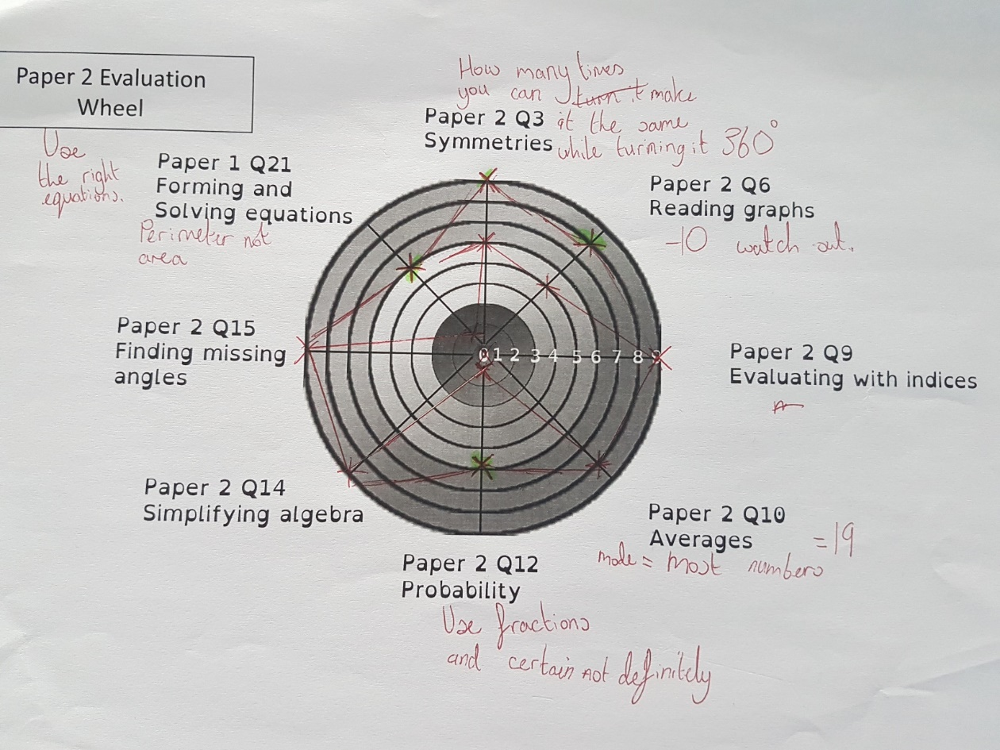 Paper 2 Evaluation
Wheel
How many times
you can turn it make
Paper 2 Q3 it the same
Symmetries while turning it 360°
Use
the right
equations.
Paper 1 Q21
Forming and
Solving equations
Perimeter not
area
Paper 2 Q6
Reading graphs
-10 watch out.
Paper 2 Q15
Finding missing
angles
0 1 2 3 4 5 6 7 8 9
Paper 2 Q9
Evaluating with indices
Paper 2 Q14
Simplifying algebra
Paper 2 Q10
Averages = 19
mode = most numbers
Paper 2 Q12
Probability
Use fractions
and certain not definitely